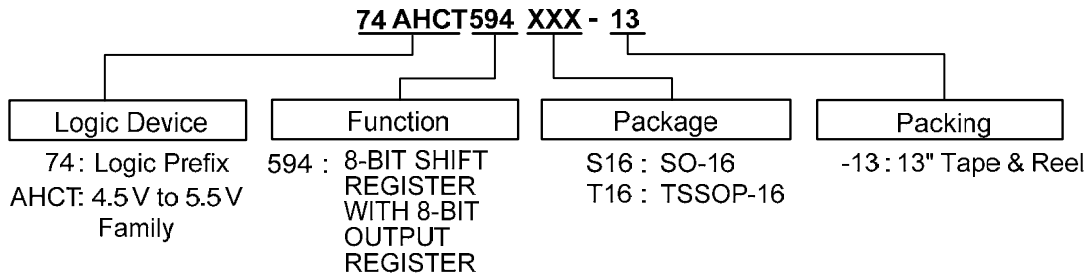 74 AHCT594 XXX - 13
Logic Device
74 : Logic Prefix
AHCT: 4.5 V to 5.5 V
Family
Function
594 : 8-BIT SHIFT
REGISTER
WITH 8-BIT
OUTPUT
REGISTER
Package
S16 : SO-16
T16 : TSSOP-16
Packing
-13 : 13" Tape & Reel